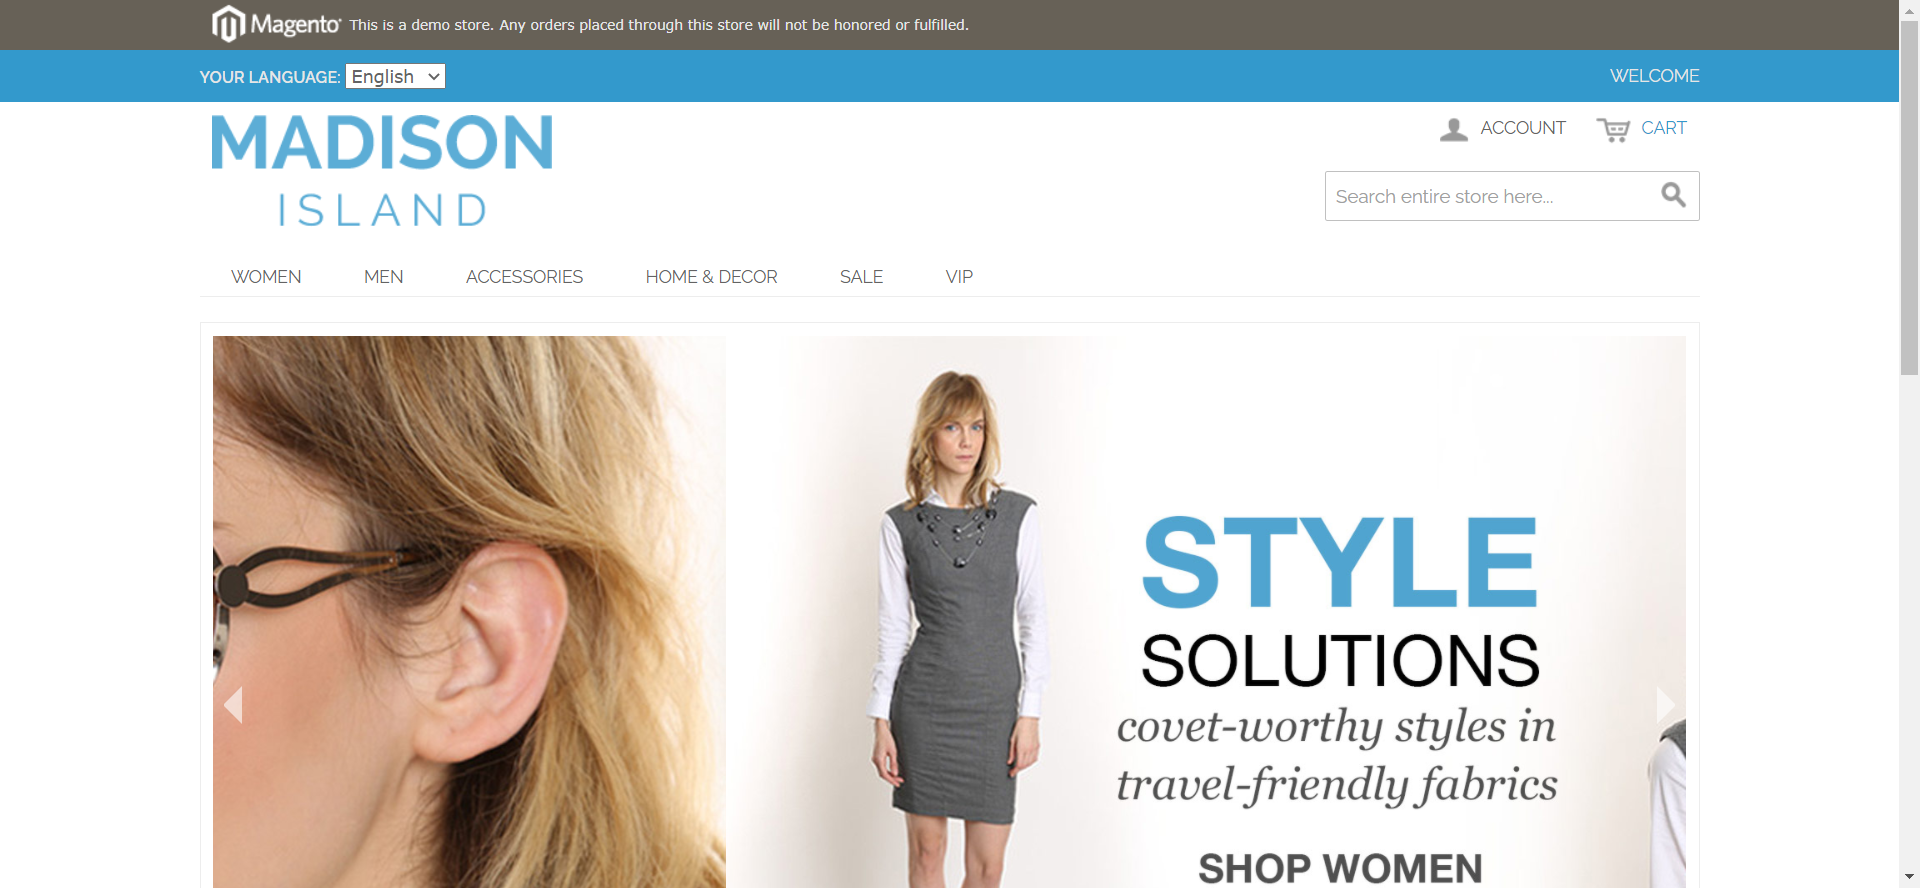 Magento This is a demo store. Any orders placed through this store will not be honored or fulfilled.
YOUR LANGUAGE: English WELCOME
MADISON
ISLAND
ACCOUNT CART
Search entire store here...
WOMEN MEN ACCESSORIES HOME & DECOR SALE VIP
STYLE
SOLUTIONS
covet-worthy styles in
travel-friendly fabrics
SHOP WOMEN